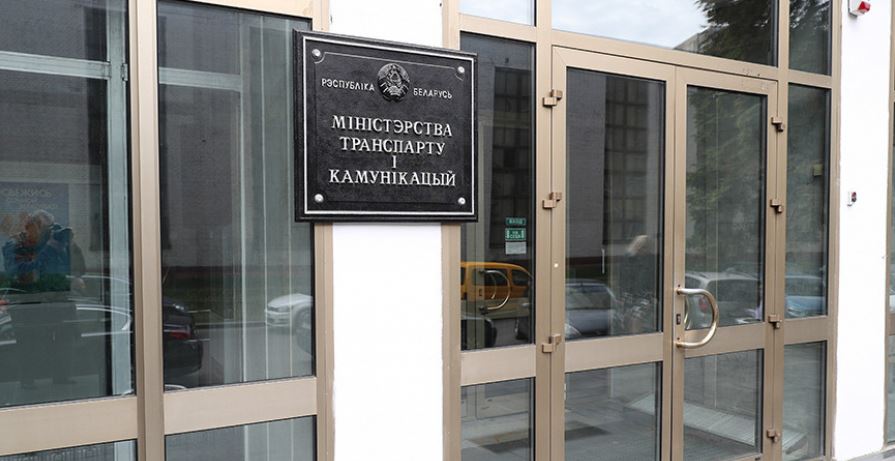 РЭСПУБЛІКА БЕЛАРУСЬ
МІНІСТЭРСТВА
ТРАНСПАРТУ
І
КАМУНІКАЦЫЙ